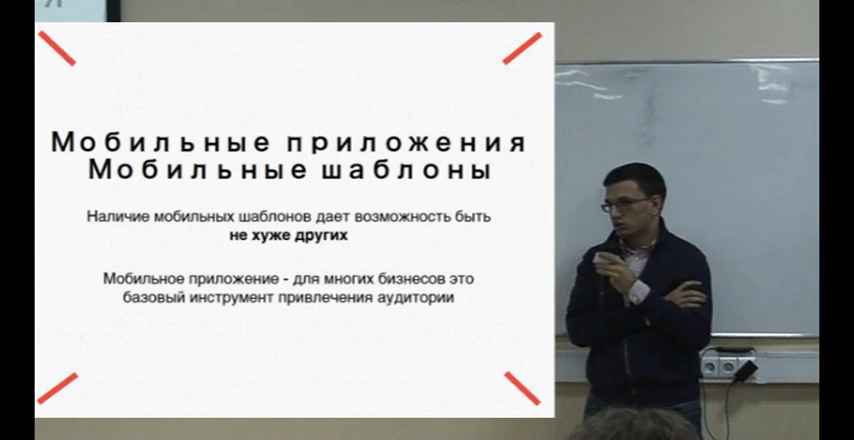 Я
Мобильные приложения
Мобильные шаблоны
Наличие мобильных шаблонов дает возможность быть
не хуже других
Мобильное приложение - для многих бизнесов это
базовый инструмент привлечения аудитории